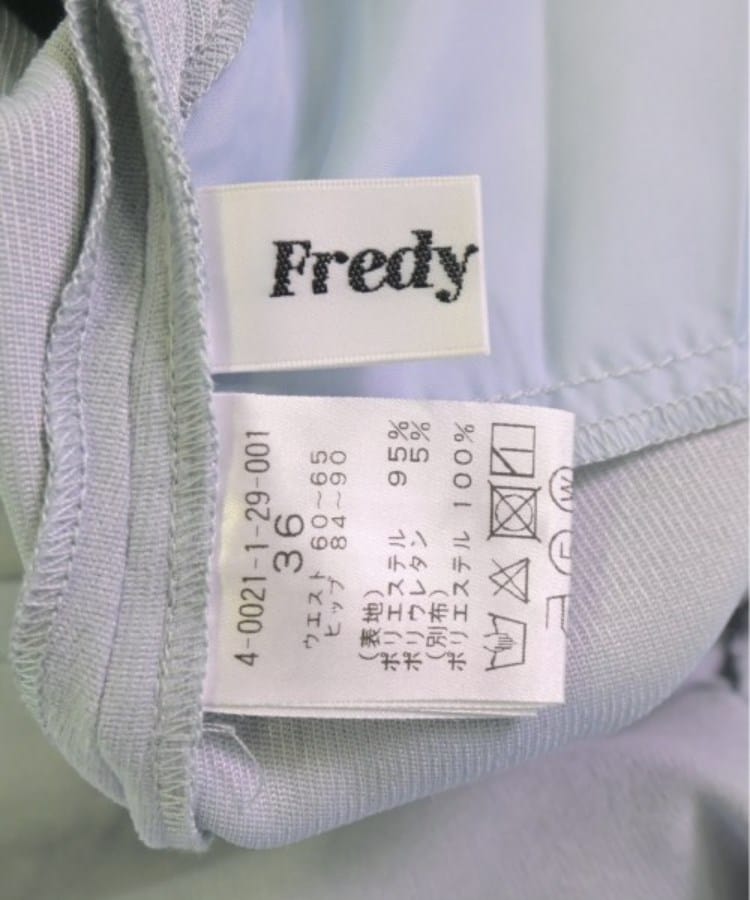 Fredy
4-0021-1-29-001
36
ウエスト 60~65
ヒップ 84~90
(表地)
ポリエステル 95%
ポリウレタン 5%
(別布)
ポリエステル 100%
W
F